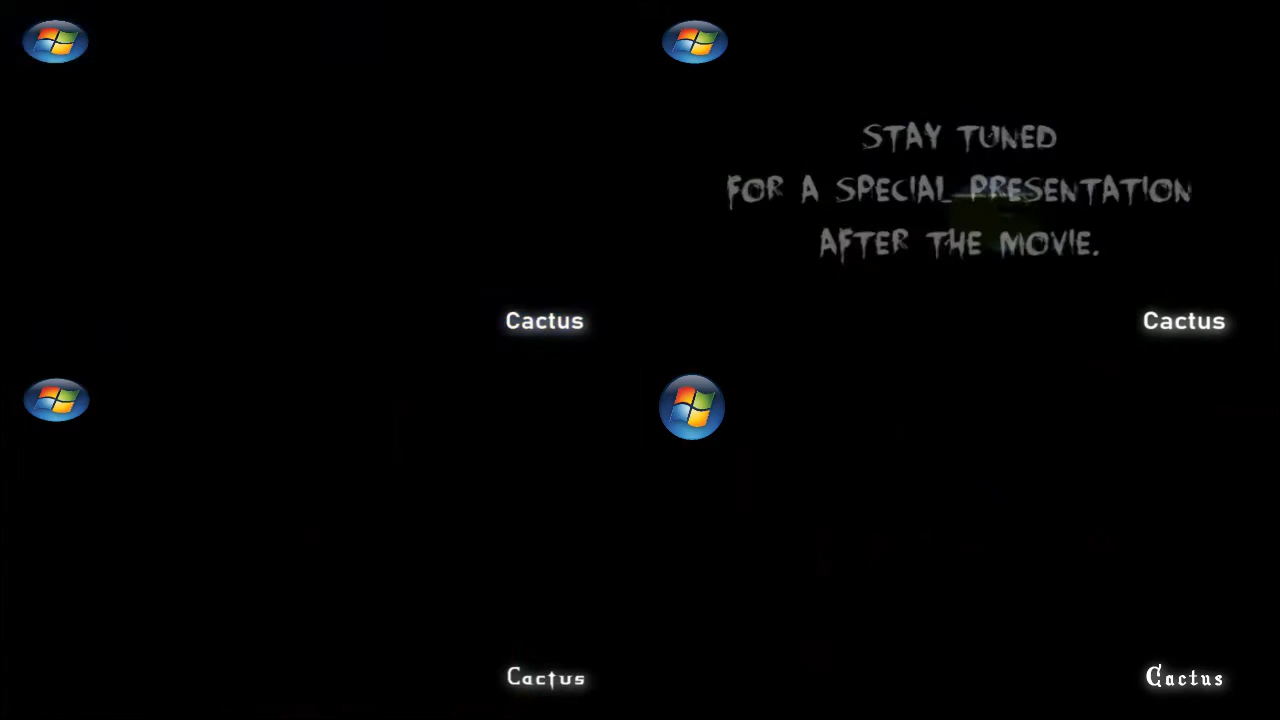 Cactus
STAY TUNED
FOR A SPECIAL PRESENTATION
AFTER THE MOVIE.
Cactus
Cactus
Cactus